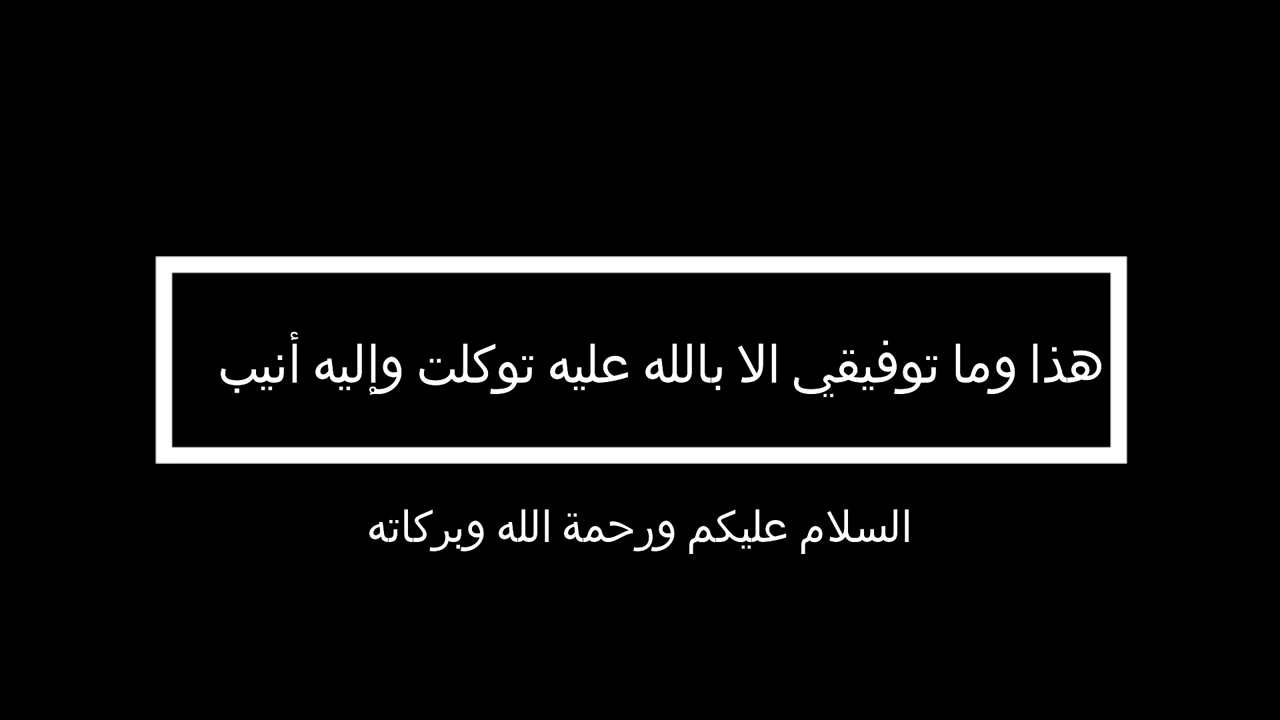 هذا وما توفيقي الا بالله عليه توكلت وإليه أنيب
السلام عليكم ورحمة الله وبركاته